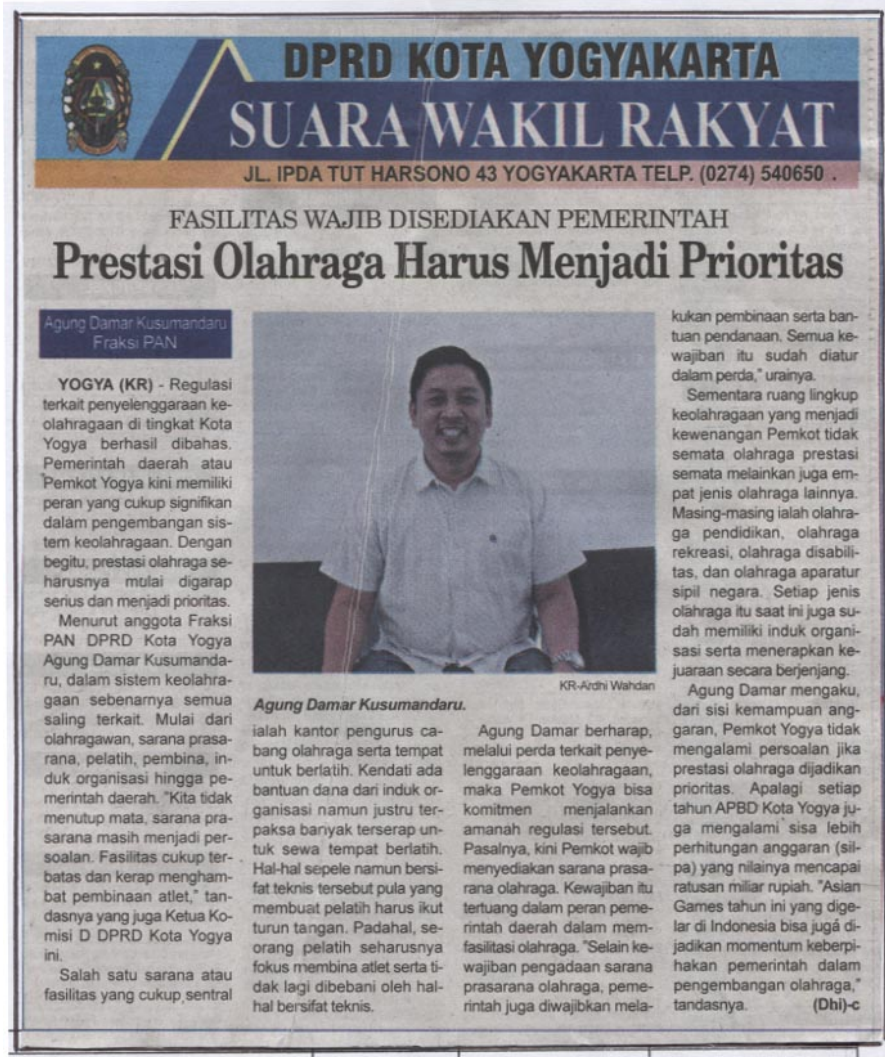 DPRD KOTA YOGYAKARTA
SUARA WAKIL RAKYAT
JL. IPDA TUT HARSONO 43 YOGYAKARTA TELP. (0274) 540650 .
FASILITAS WAJIB DISEDIAKAN PEMERINTAH
Prestasi Olahraga Harus Menjadi Prioritas
Agung Damar Kusumandaru
Fraksi PAN
YOGYA (KR) - Regulasi
terkait penyelenggaraan ke-
olahragaan di tingkat Kota
Yogya berhasil dibahas.
Pemerintah daerah atau
Pemkot Yogya kini memiliki
peran yang cukup signifikan
dalam pengembangan sis-
tem keolahragaan. Dengan
begitu, prestasi olahraga se-
harusnya mulai digarap
serius dan menjadi prioritas.
Menurut anggota Fraksi
PAN DPRD Kota Yogya
Agung Damar Kusumanda-
ru, dalam sistem keolahra-
gaan sebenarnya semua
saling terkait. Mulai dari
olahragawan, sarana prasa-
rana, pelatih, pembina, in-
duk organisasi hingga pe-
merintah daerah. "Kita tidak
menutup mata, sarana pra-
sarana masih menjadi per-
soalan. Fasilitas cukup ter-
batas dan kerap mengham-
bat pembinaan atlet," tan-
dasnya yang juga Ketua Ko-
misi D DPRD Kota Yogya
ini.
Salah satu sarana atau
fasilitas yang cukup sentral
KR-Ardhi Wahdan
Agung Damar Kusumandaru.
ialah kantor pengurus ca-
bang olahraga serta tempat
untuk berlatih. Kendati ada
bantuan dana dari induk or-
ganisasi namun justru ter-
paksa banyak terserap un-
tuk sewa tempat berlatih.
Hal-hal sepele namun bersi-
fat teknis tersebut pula yang
membuat pelatih harus ikut
turun tangan. Padahal, se-
orang pelatih seharusnya
fokus membina atlet serta ti-
dak lagi dibebani oleh hal-
hal bersifat teknis.
Agung Damar berharap,
melalui perda terkait penye-
lenggaraan keolahragaan,
maka Pemkot Yogya bisa
komitmen menjalankan
amanah regulasi tersebut.
Pasalnya, kini Pemkot wajib
menyediakan sarana prasa-
rana olahraga. Kewajiban itu
tertuang dalam peran peme-
rintah daerah dalam mem-
fasilitasi olahraga. "Selain ke-
wajiban pengadaan sarana
prasarana olahraga, peme-
rintah juga diwajibkan mela-
kukan pembinaan serta ban-
tuan pendanaan. Semua ke-
wajiban itu sudah diatur
dalam perda," urainya.
Sementara ruang lingkup
keolahragaan yang menjadi
kewenangan Pemkot tidak
semata olahraga prestasi
semata melainkan juga em-
pat jenis olahraga lainnya.
Masing-masing ialah olahra-
ga pendidikan, olahraga
rekreasi, olahraga disabili-
tas, dan olahraga aparatur
sipil negara. Setiap jenis
olahraga itu saat ini juga su-
dah memiliki induk organi-
sasi serta menerapkan ke-
juaraan secara berjenjang.
Agung Damar mengaku,
dari sisi kemampuan ang-
garan, Pemkot Yogya tidak
mengalami persoalan jika
prestasi olahraga dijadikan
prioritas. Apalagi setiap
tahun APBD Kota Yogya ju-
ga mengalami sisa lebih
perhitungan anggaran (sil-
pa) yang nilainya mencapai
ratusan miliar rupiah. "Asian
Games tahun ini yang dige-
lar di Indonesia bisa juga di-
jadikan momentum keberpi-
hakan pemerintah dalam
pengembangan olahraga,"
tandasnya. (Dhi)-c